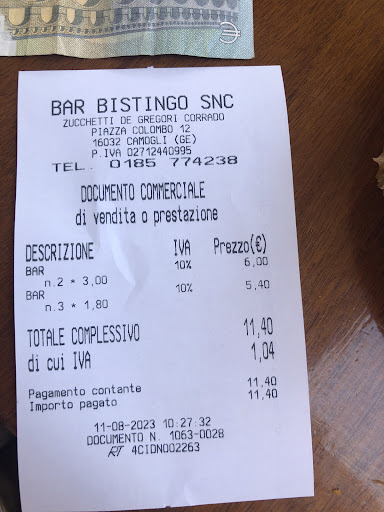 BAR BISTINGO SNC
ZUCCHETTI DE GREGORI CORRADO
PIAZZA COLOMBO 12
16032 CAMOGLI (GE)
P.IVA 02712440995
TEL. 0185 774238
DOCUMENTO COMMERCIALE
di vendita o prestazione
DESCRIZIONE IVA Prezzo(€)
BAR 10% 6,00
n.2 * 3,00
BAR 10% 5,40
n.3 * 1,80
TOTALE COMPLESSIVO 11,40
di cui IVA 1,04
Pagamento contante 11,40
Importo pagato 11,40
11-08-2023 10:27:32
DOCUMENTO N. 1063-0028
RT 4CIDN002263